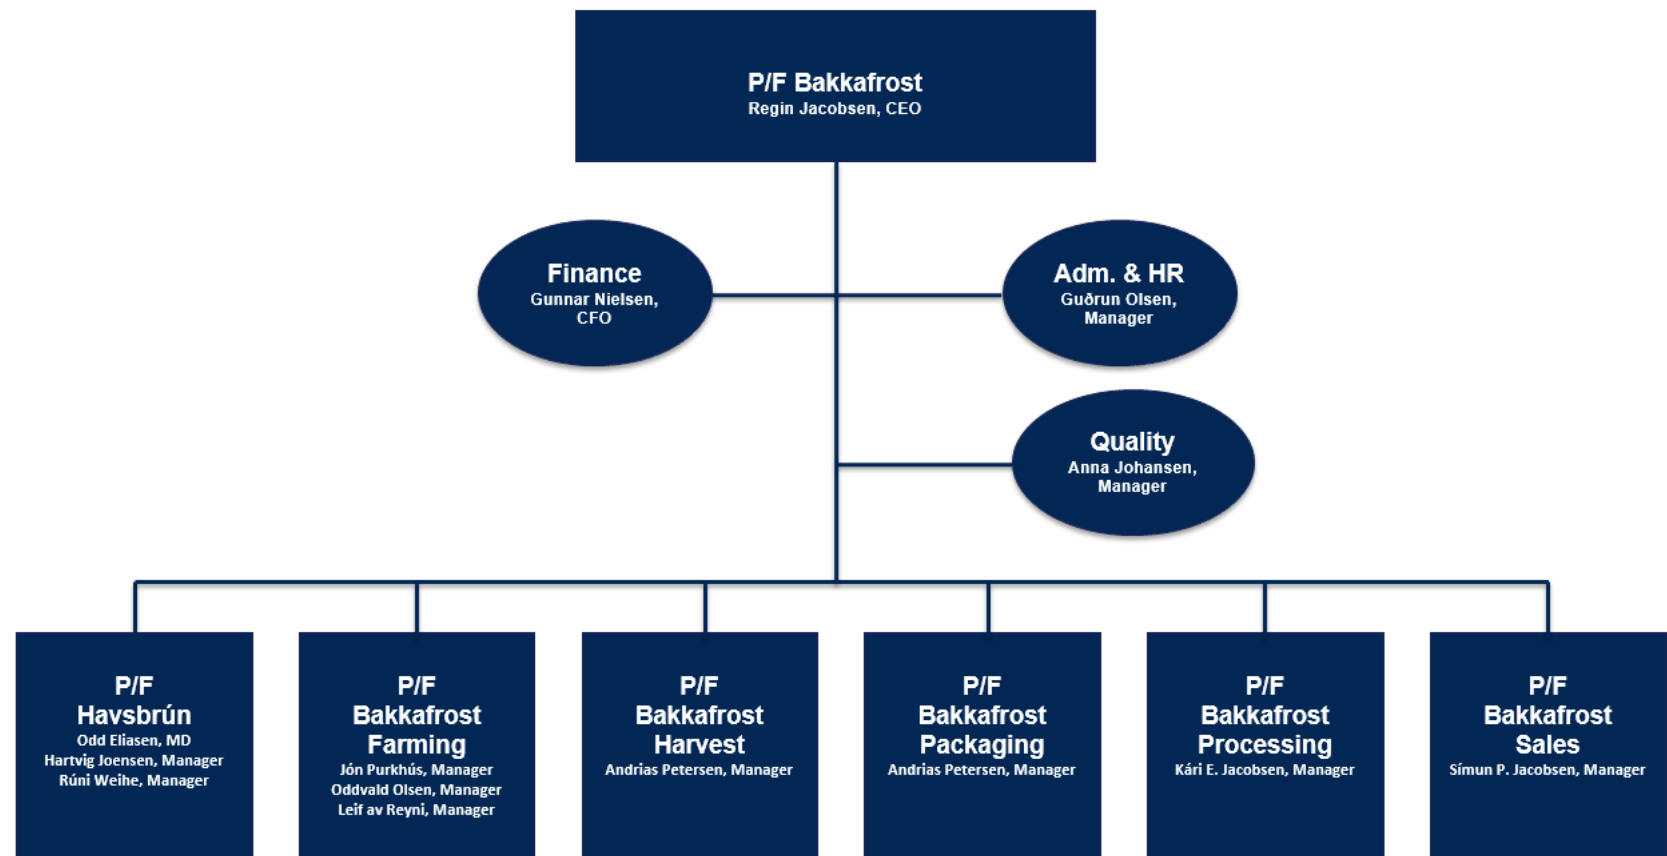 P/F Bakkafrost
Regin Jacobsen, CEO
Finance
Gunnar Nielsen,
CFO
Adm. & HR
Guðrun Olsen,
Manager
Quality
Anna Johansen,
Manager
P/F
Havsbrún
Odd Eliasen, MD
Hartvig Joensen, Manager
Rúni Weihe, Manager
P/F
Bakkafrost
Farming
Jón Purkhús, Manager
Oddvald Olsen, Manager
Leif av Reyni, Manager
P/F
Bakkafrost
Harvest
Andrias Petersen, Manager
P/F
Bakkafrost
Packaging
Andrias Petersen, Manager
P/F
Bakkafrost
Processing
Kári E. Jacobsen, Manager
P/F
Bakkafrost
Sales
Símun P. Jacobsen, Manager